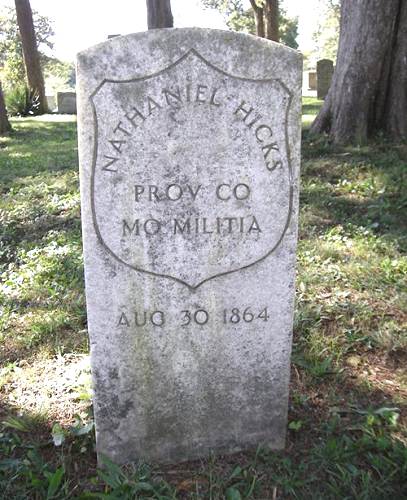 NATHANIEL HICKS
PROV CO
MO MILITIA
AUG 30 1864